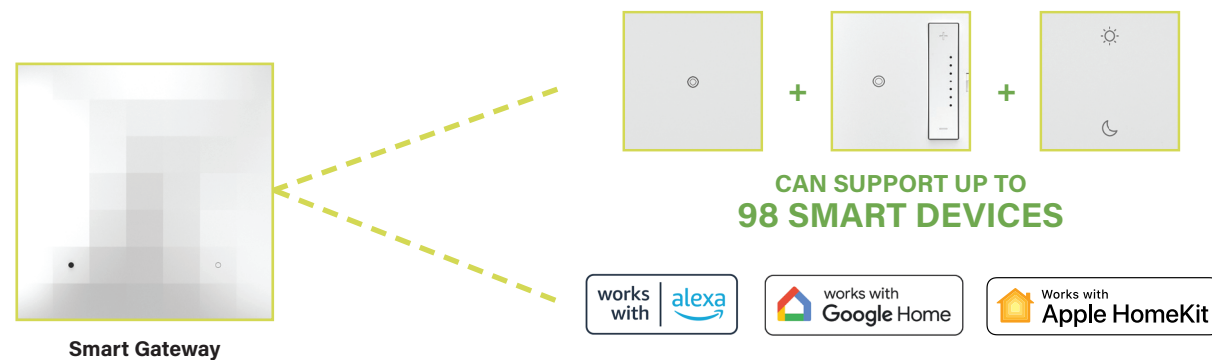 +
+
CAN SUPPORT UP TO
98 SMART DEVICES
works
with
alexa
works with
Google Home
Works with
Apple HomeKit
Smart Gateway